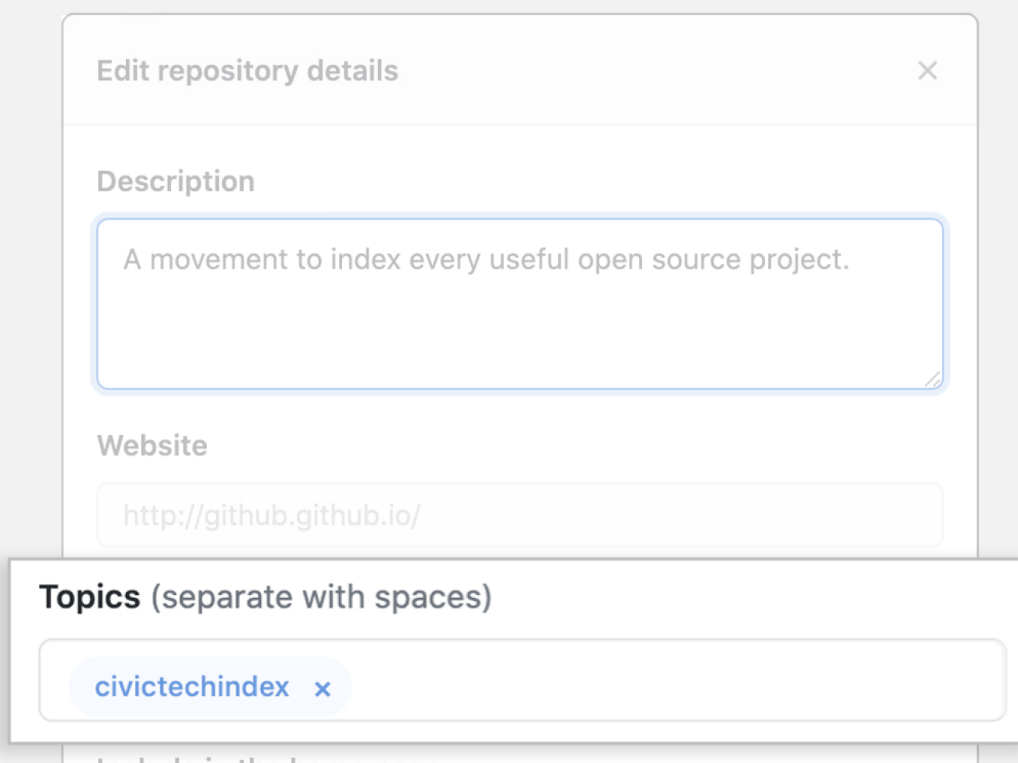 Edit repository details ×
Description
A movement to index every useful open source project.
Website
http://github.github.io/
Topics (separate with spaces)
civictechindex ×